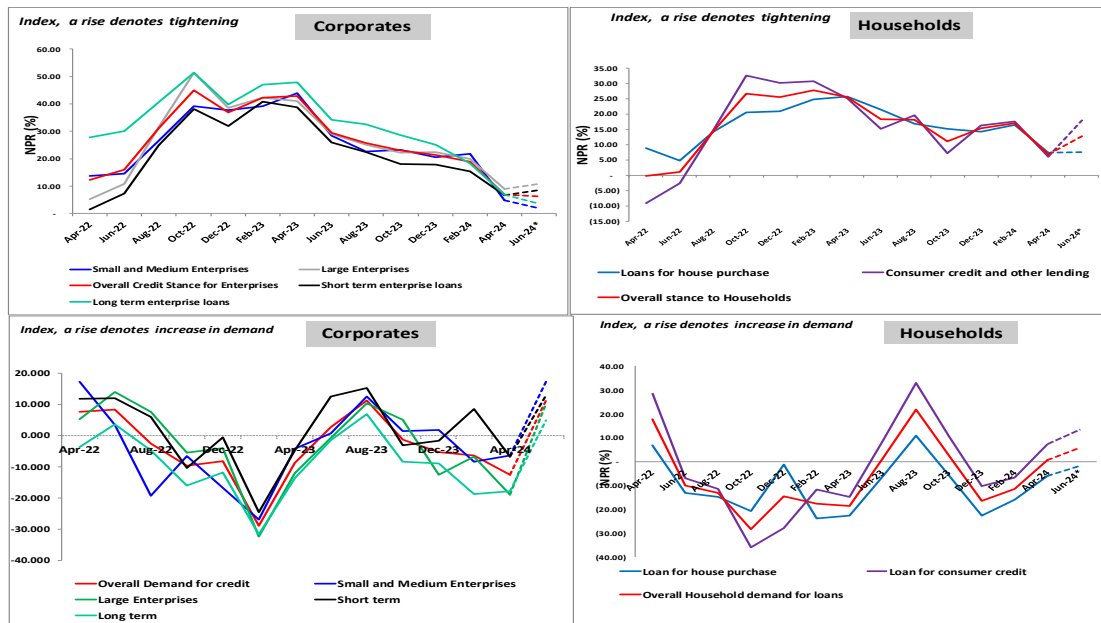 Index, a rise denotes tightening
Corporates
NPR (%)
60.00
50.00
40.00
30.00
20.00
10.00
-
Apr-22
Jun-22
Aug-22
Oct-22
Dec-22
Feb-23
Apr-23
Jun-23
Aug-23
Oct-23
Dec-23
Feb-24
Apr-24
Jun-24*
Small and Medium Enterprises
Large Enterprises
Overall Credit Stance for Enterprises
Short term enterprise loans
Long term enterprise loans
Index, a rise denotes tightening
Households
NPR (%)
35.00
30.00
25.00
20.00
15.00
10.00
5.00
-
(5.00)
(10.00)
(15.00)
Apr-22
Jun-22
Aug-22
Oct-22
Dec-22
Feb-23
Apr-23
Jun-23
Aug-23
Oct-23
Dec-23
Feb-24
Apr-24
Jun-24*
Loans for house purchase
Consumer credit and other lending
Overall stance to Households
Index, a rise denotes increase in demand
Corporates
20.000
10.000
0.000
-10.000
-20.000
-30.000
-40.000
Apr-22
Aug-22
Dec-22
Apr-23
Aug-23
Dec-23
Apr-24
Overall Demand for credit
Small and Medium Enterprises
Large Enterprises
Short term
Long term
Index, a rise denotes increase in demand
Households
NPR (%)
40.00
30.00
20.00
10.00
-
(10.00)
(20.00)
(30.00)
(40.00)
Apr-22
Jun-22
Aug-22
Oct-22
Dec-22
Feb-22
Apr-23
Jun-23
Aug-23
Oct-23
Dec-23
Feb-24
Apr-24
Jun-24*
Loan for house purchase
Loan for consumer credit
Overall Household demand for loans